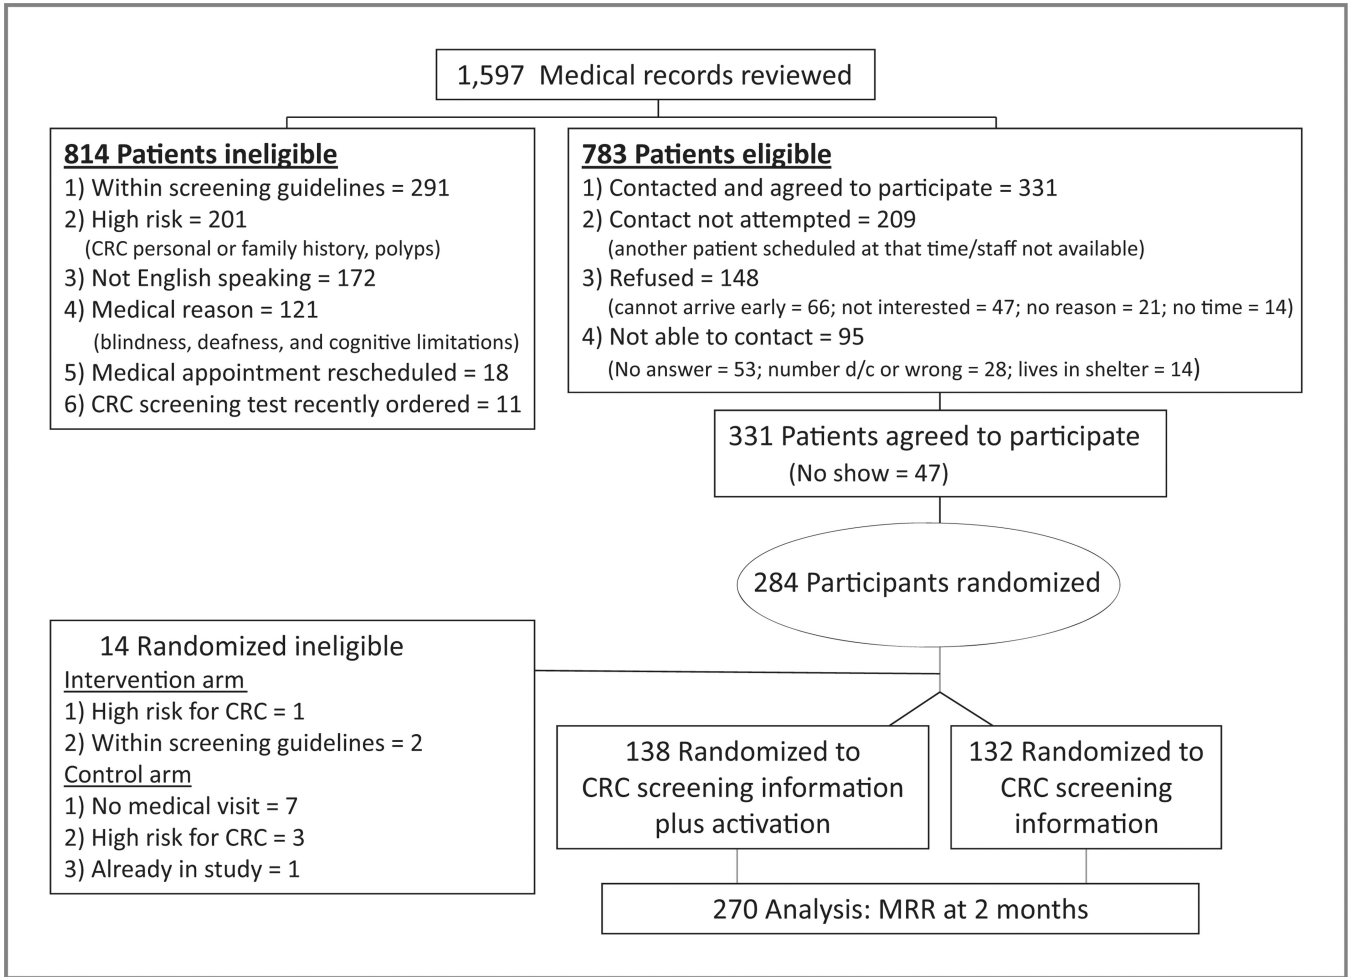 1,597 Medical records reviewed
814 Patients ineligible
1) Within screening guidelines = 291
2) High risk = 201
(CRC personal or family history, polyps)
3) Not English speaking = 172
4) Medical reason = 121
(blindness, deafness, and cognitive limitations)
5) Medical appointment rescheduled = 18
6) CRC screening test recently ordered = 11
783 Patients eligible
1) Contacted and agreed to participate = 331
2) Contact not attempted = 209
(another patient scheduled at that time/staff not available)
3) Refused = 148
(cannot arrive early = 66; not interested = 47; no reason = 21; no time = 14)
4) Not able to contact = 95
(No answer = 53; number d/c or wrong = 28; lives in shelter = 14)
331 Patients agreed to participate
(No show = 47)
284 Participants randomized
14 Randomized ineligible
Intervention arm
1) High risk for CRC = 1
2) Within screening guidelines = 2
Control arm
1) No medical visit = 7
2) High risk for CRC = 3
3) Already in study = 1
138 Randomized to
CRC screening information
plus activation
132 Randomized to
CRC screening
information
270 Analysis: MRR at 2 months